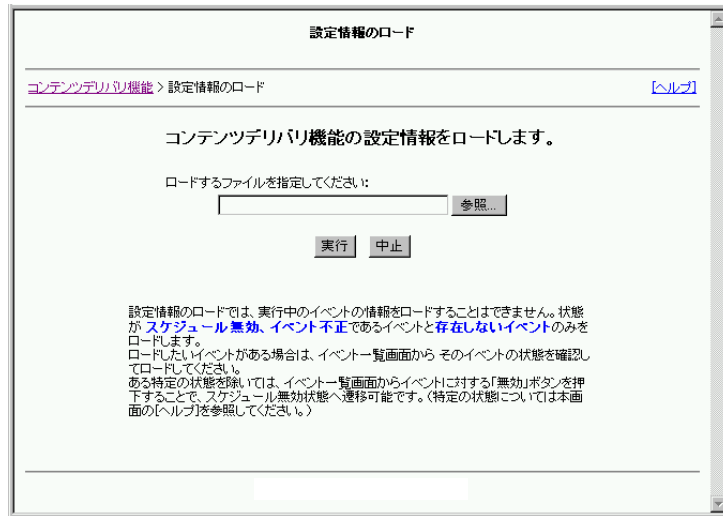 設定情報のロード
コンテンツデリバリ機能 > 設定情報のロード
[ヘルプ]
コンテンツデリバリ機能の設定情報をロードします。
ロードするファイルを指定してください:
参照...
実行 中止
設定情報のロードでは、実行中のイベントの情報をロードすることはできません。状態
が スケジュール無効、イベント不正であるイベントと存在しないイベントのみを
ロードします。
ロードしたいイベントがある場合は、イベント一覧画面から そのイベントの状態を確認し
てロードしてください。
ある特定の状態を除いては、イベント一覧画面からイベントに対する「無効」ボタンを押
下することで、スケジュール無効状態へ遷移可能です。(特定の状態については本画
面の[ヘルプ]を参照してください。)